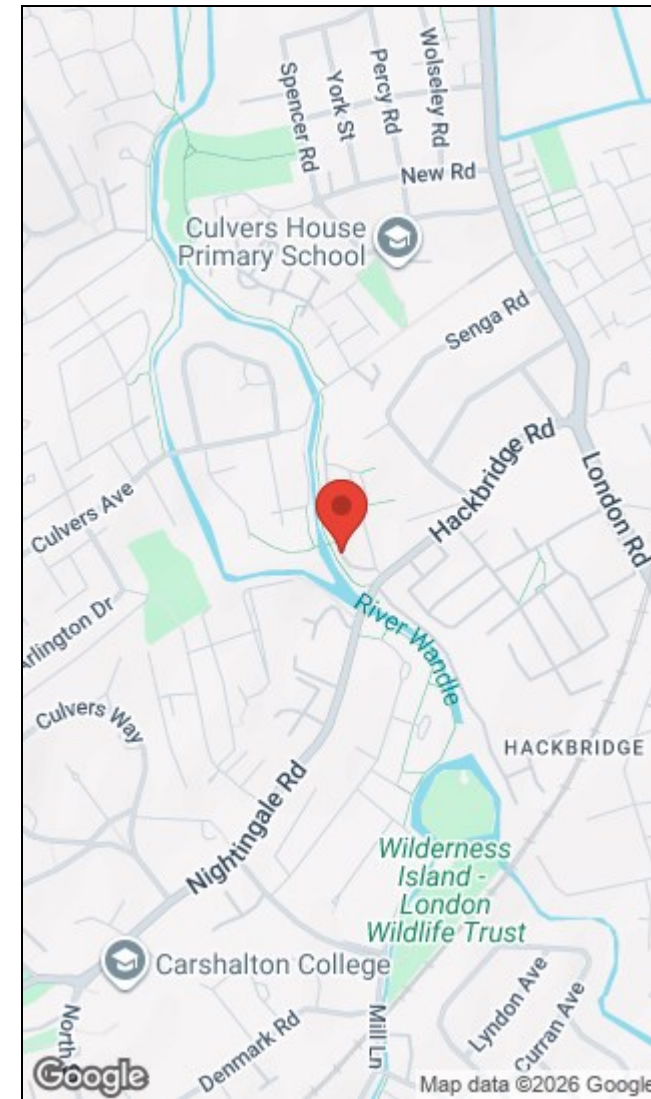 Wolseley Rd
Percy Rd
York St
Spencer Rd
New Rd
Culvers House
Primary School
Senga Rd
Hackbridge Rd
London Rd
Culvers Ave
River Wandle
Arlington Dr
Culvers Way
HACKBRIDGE
Nightingale Rd
Wilderness
Island -
London
Wildlife Trust
Carshalton College
Lyndon Ave
Curran Ave
Mill Ln
North
Denmark Rd
Google
Map data ©2026 Google